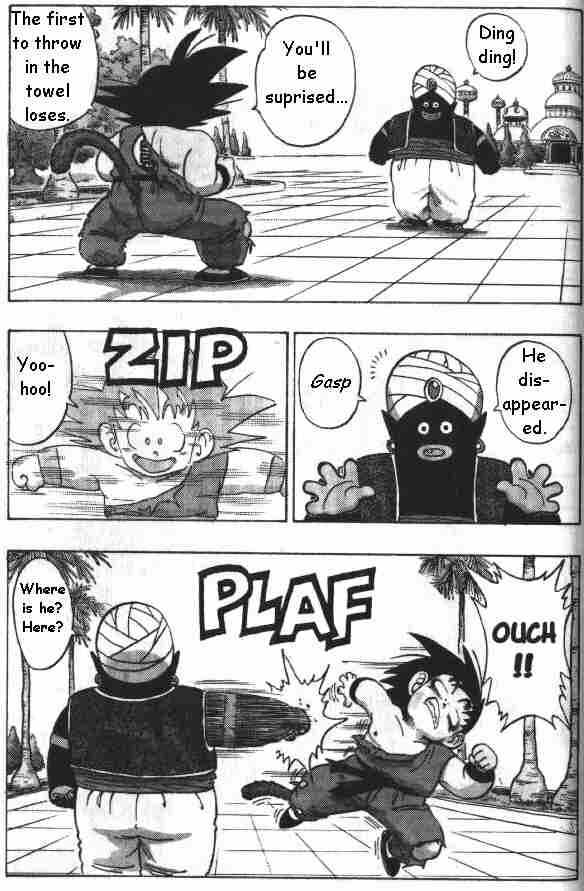 The first
to throw
in the
towel
loses.
You'll
be
suprised...
Ding
ding!
Yoo-
hoo!
ZIP
Gasp
He
dis-
appear-
ed.
Where
is he?
Here?
PLAF
OUCH
!!